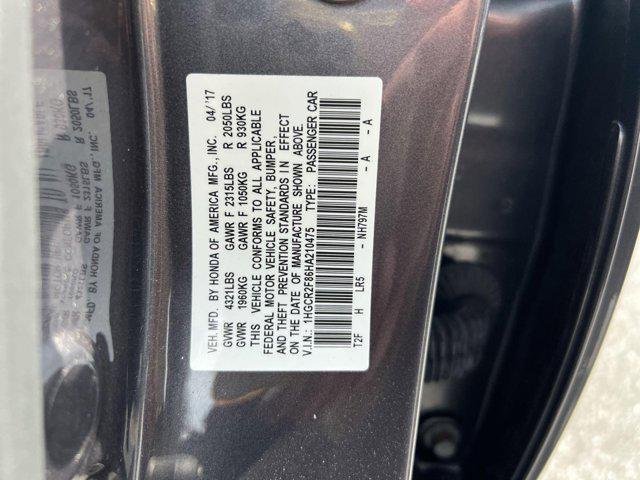 VEH. MFD. BY HONDA OF AMERICA MFG., INC. 04/'17
GVWR 4321LBS GAWR F 2315LBS R 2050LBS
GVWR 1960KG GAWR F 1050KG R 930KG
THIS VEHICLE CONFORMS TO ALL APPLICABLE
FEDERAL MOTOR VEHICLE SAFETY, BUMPER,
AND THEFT PREVENTION STANDARDS IN EFFECT
ON THE DATE OF MANUFACTURE SHOWN ABOVE.
V.I.N.: 1HGCR2F86HA210475 TYPE: PASSENGER CAR
T2F H LR5 - NH797M - A - A